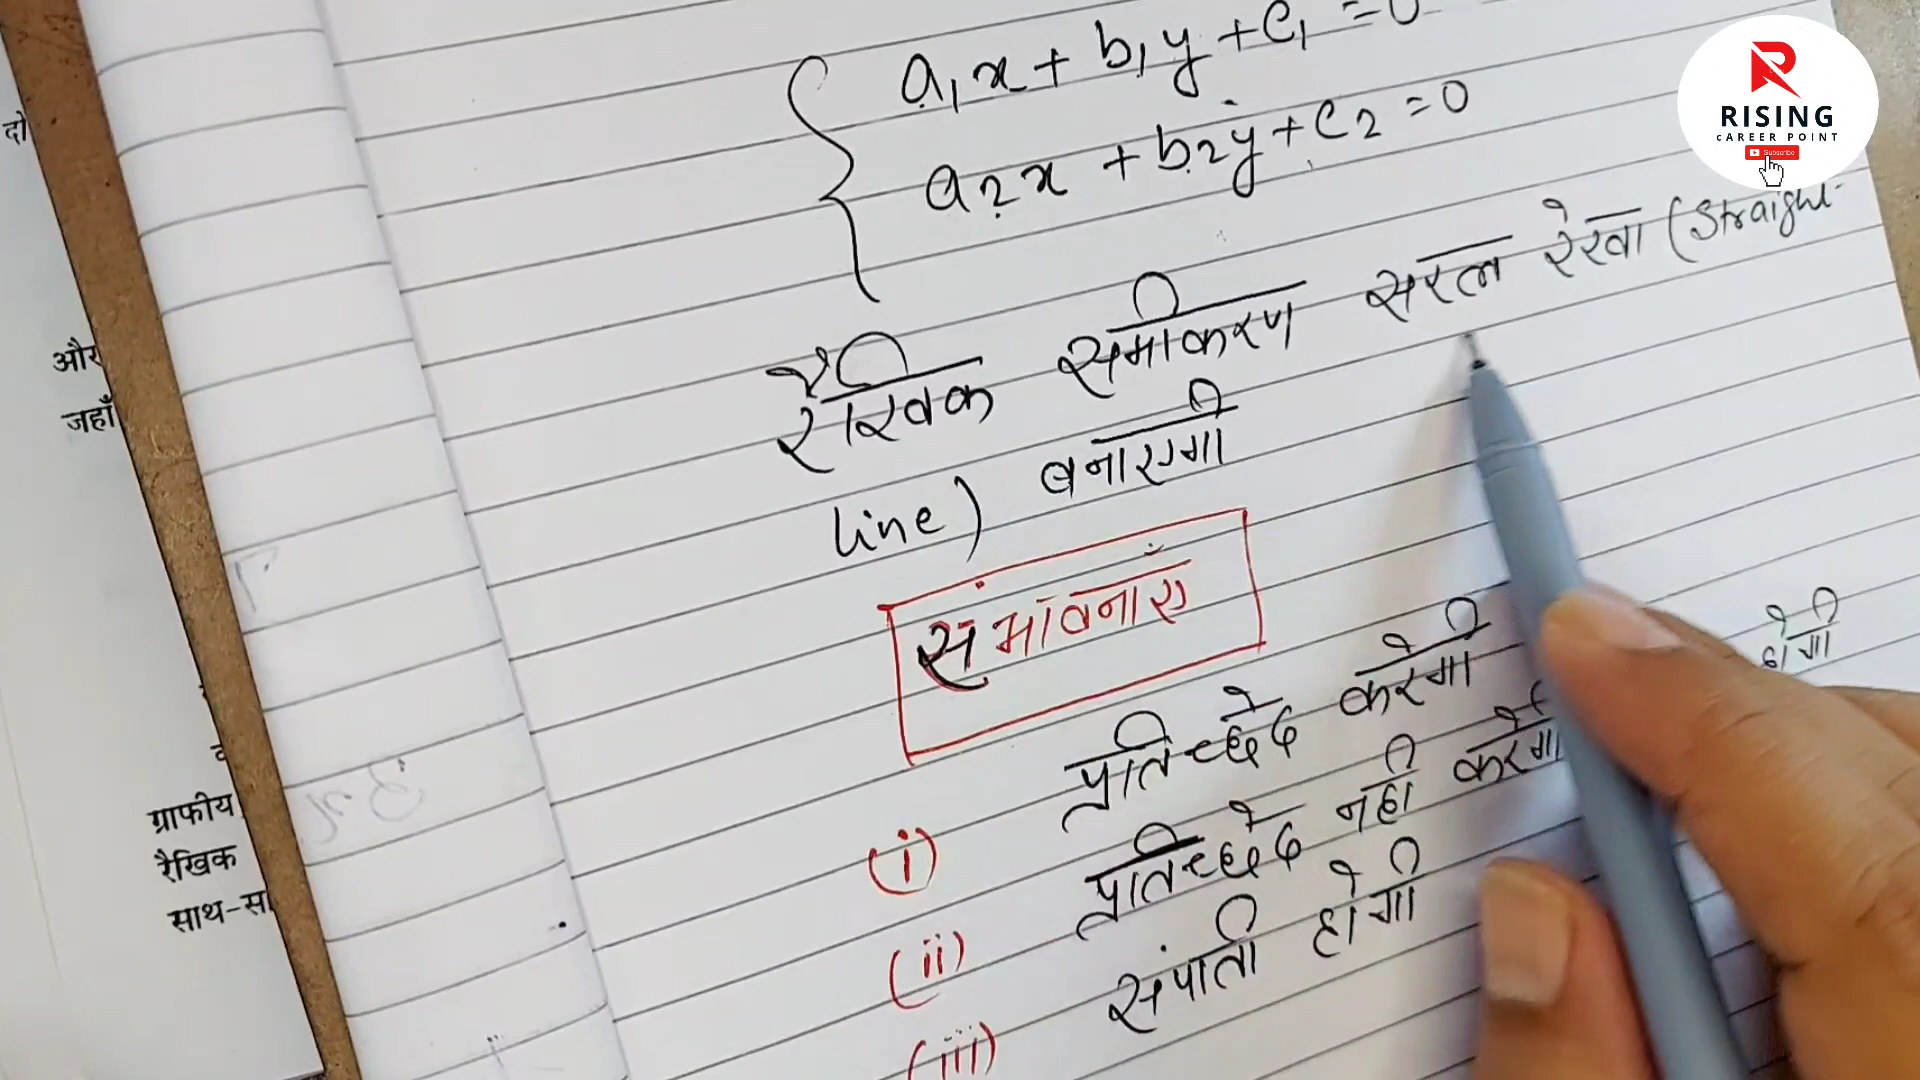 a₁x + b₁y + c₁ = 0
a₂x + b₂y + c₂ = 0
रैखिक समीकरण सरल रेखा (Straight-
line) बनाएगी
संभावनाएं
(i) प्रतिच्छेद करेगी
(ii) प्रतिच्छेद नहीं करेगी
होगी
(iii) संपाती होगी
दो
और
जहाँ
ग्राफीय
रैखिक
साथ-सा
RISING
CAREER POINT
Subscribe